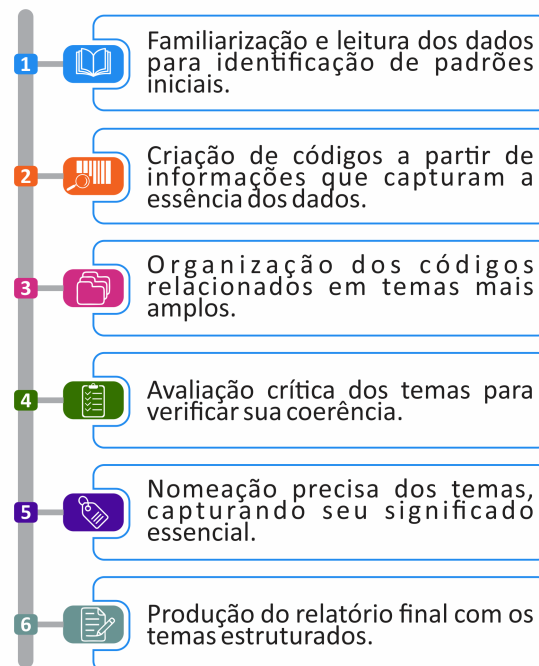 1
Familiarização e leitura dos dados
para identificação de padrões
iniciais.
2
Criação de códigos a partir de
informações que capturam a
essência dos dados.
3
Organização dos códigos
relacionados em temas mais
amplos.
4
Avaliação crítica dos temas para
verificar sua coerência.
5
Nomeação precisa dos temas,
capturando seu significado
essencial.
6
Produção do relatório final com os
temas estruturados.